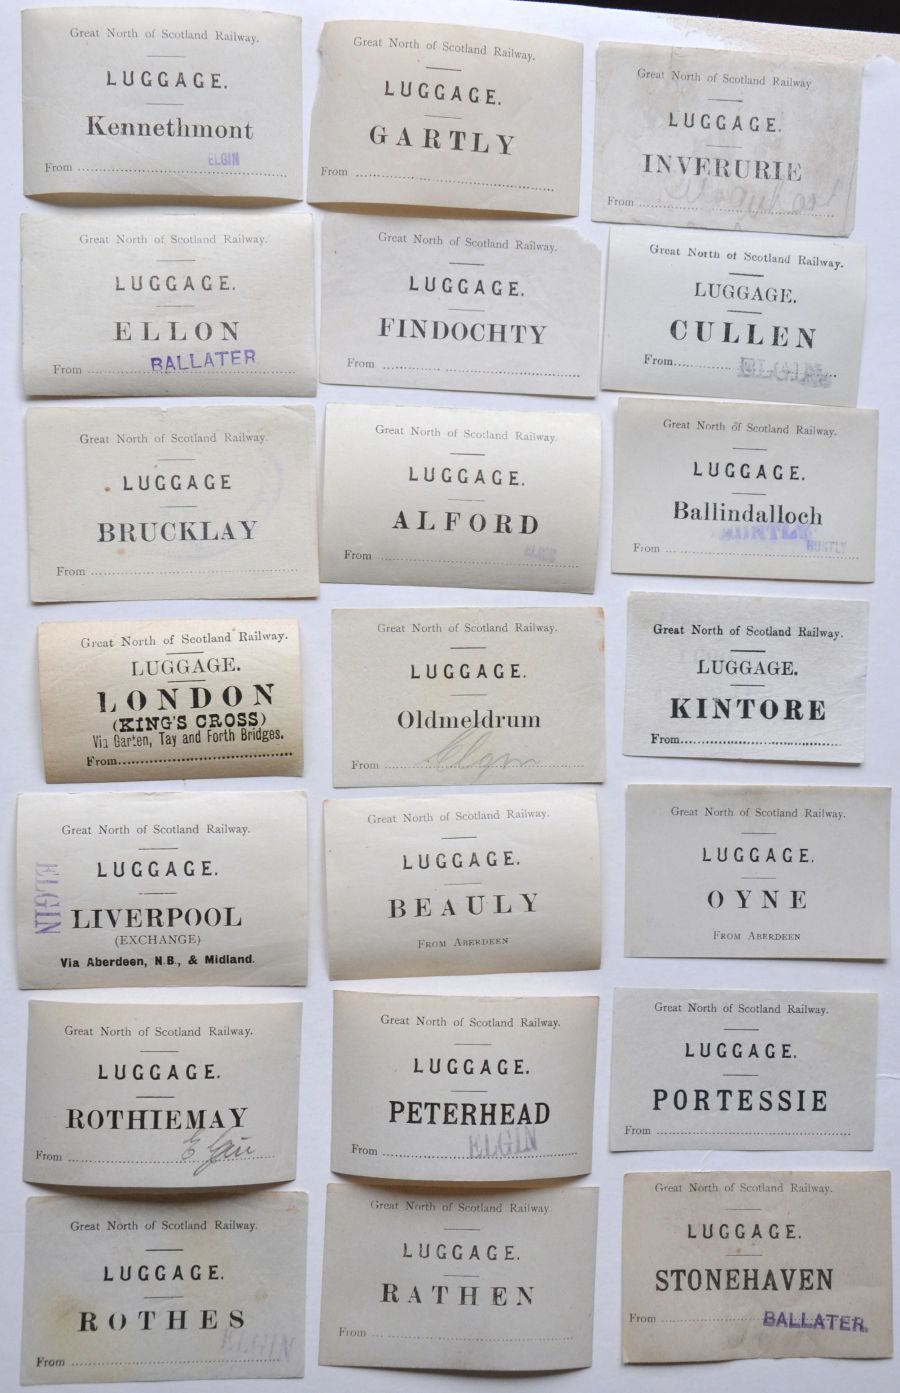 Great North of Scotland Railway.
LUGGAGE.
Kennethmont
ELGIN
From
Great North of Scotland Railway.
LUGGAGE.
GARTLY
From
Great North of Scotland Railway
LUGGAGE.
INVERURIE
From
Great North of Scotland Railway.
LUGGAGE.
ELLON
From BALLATER
Great North of Scotland Railway.
LUGGAGE.
FINDOCHTY
From
Great North of Scotland Railway.
LUGGAGE.
CULLEN
From
Great North of Scotland Railway.
LUGGAGE
BRUCKLAY
From
Great North of Scotland Railway.
LUGGAGE.
ALFORD
From
Great North of Scotland Railway.
LUGGAGE.
Ballindalloch
HUNTLY
From HUNTLY
Great North of Scotland Railway.
LUGGAGE.
LONDON
(KING'S CROSS)
Via Garten, Tay and Forth Bridges.
From
Great North of Scotland Railway.
LUGGAGE.
Oldmeldrum
From Elgin
Great North of Scotland Railway.
LUGGAGE.
KINTORE
From
Great North of Scotland Railway.
LUGGAGE.
ELGIN
LIVERPOOL
(EXCHANGE)
Via Aberdeen, N.B., & Midland.
Great North of Scotland Railway.
LUGGAGE.
BEAULY
FROM ABERDEEN
Great North of Scotland Railway.
LUGGAGE.
OYNE
FROM ABERDEEN
Great North of Scotland Railway.
LUGGAGE.
ROTHIEMAY
From Elgin
Great North of Scotland Railway.
LUGGAGE.
PETERHEAD
From ELGIN
Great North of Scotland Railway.
LUGGAGE.
PORTESSIE
From
Great North of Scotland Railway.
LUGGAGE.
ROTHES
ELGIN
From
Great North of Scotland Railway
LUGGAGE.
RATHEN
From
Great North of Scotland Railway.
LUGGAGE.
STONEHAVEN
From BALLATER.